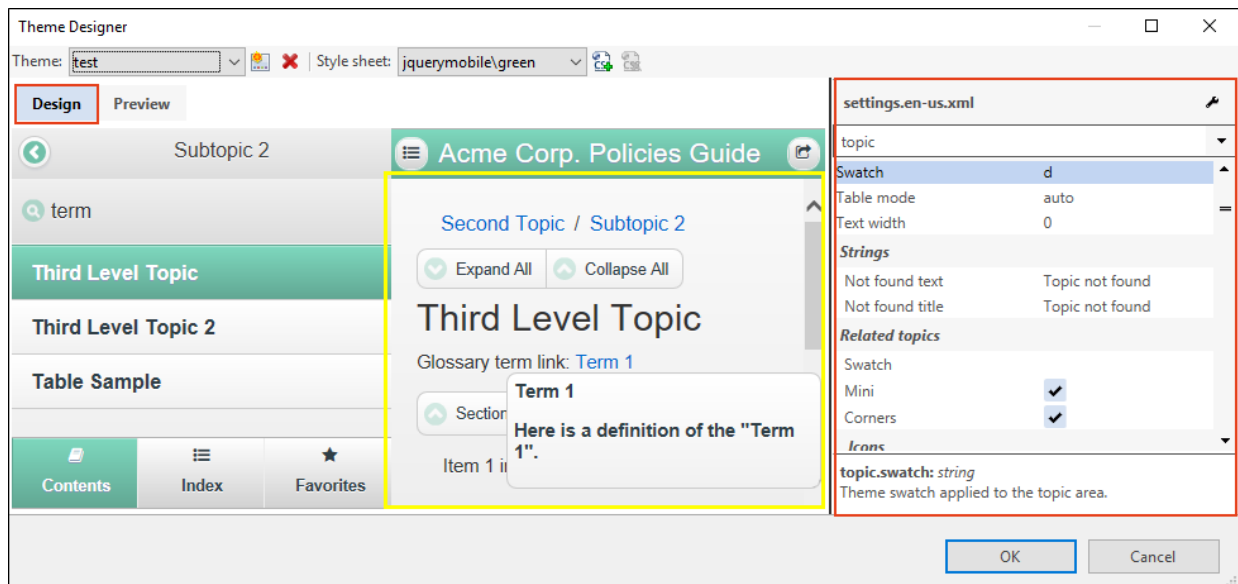 Theme Designer
Theme: test Style sheet: jquerymobile\green
Design Preview
Subtopic 2
term
Third Level Topic
Third Level Topic 2
Table Sample
Contents Index Favorites
Acme Corp. Policies Guide
Second Topic / Subtopic 2
Expand All Collapse All
Third Level Topic
Glossary term link: Term 1
Section
Term 1
Here is a definition of the "Term
1".
Item 1 i
settings.en-us.xml
topic
Swatch d
Table mode auto
Text width 0
Strings
Not found text Topic not found
Not found title Topic not found
Related topics
Swatch
Mini
Corners
Icons
topic.swatch: string
Theme swatch applied to the topic area.
OK Cancel